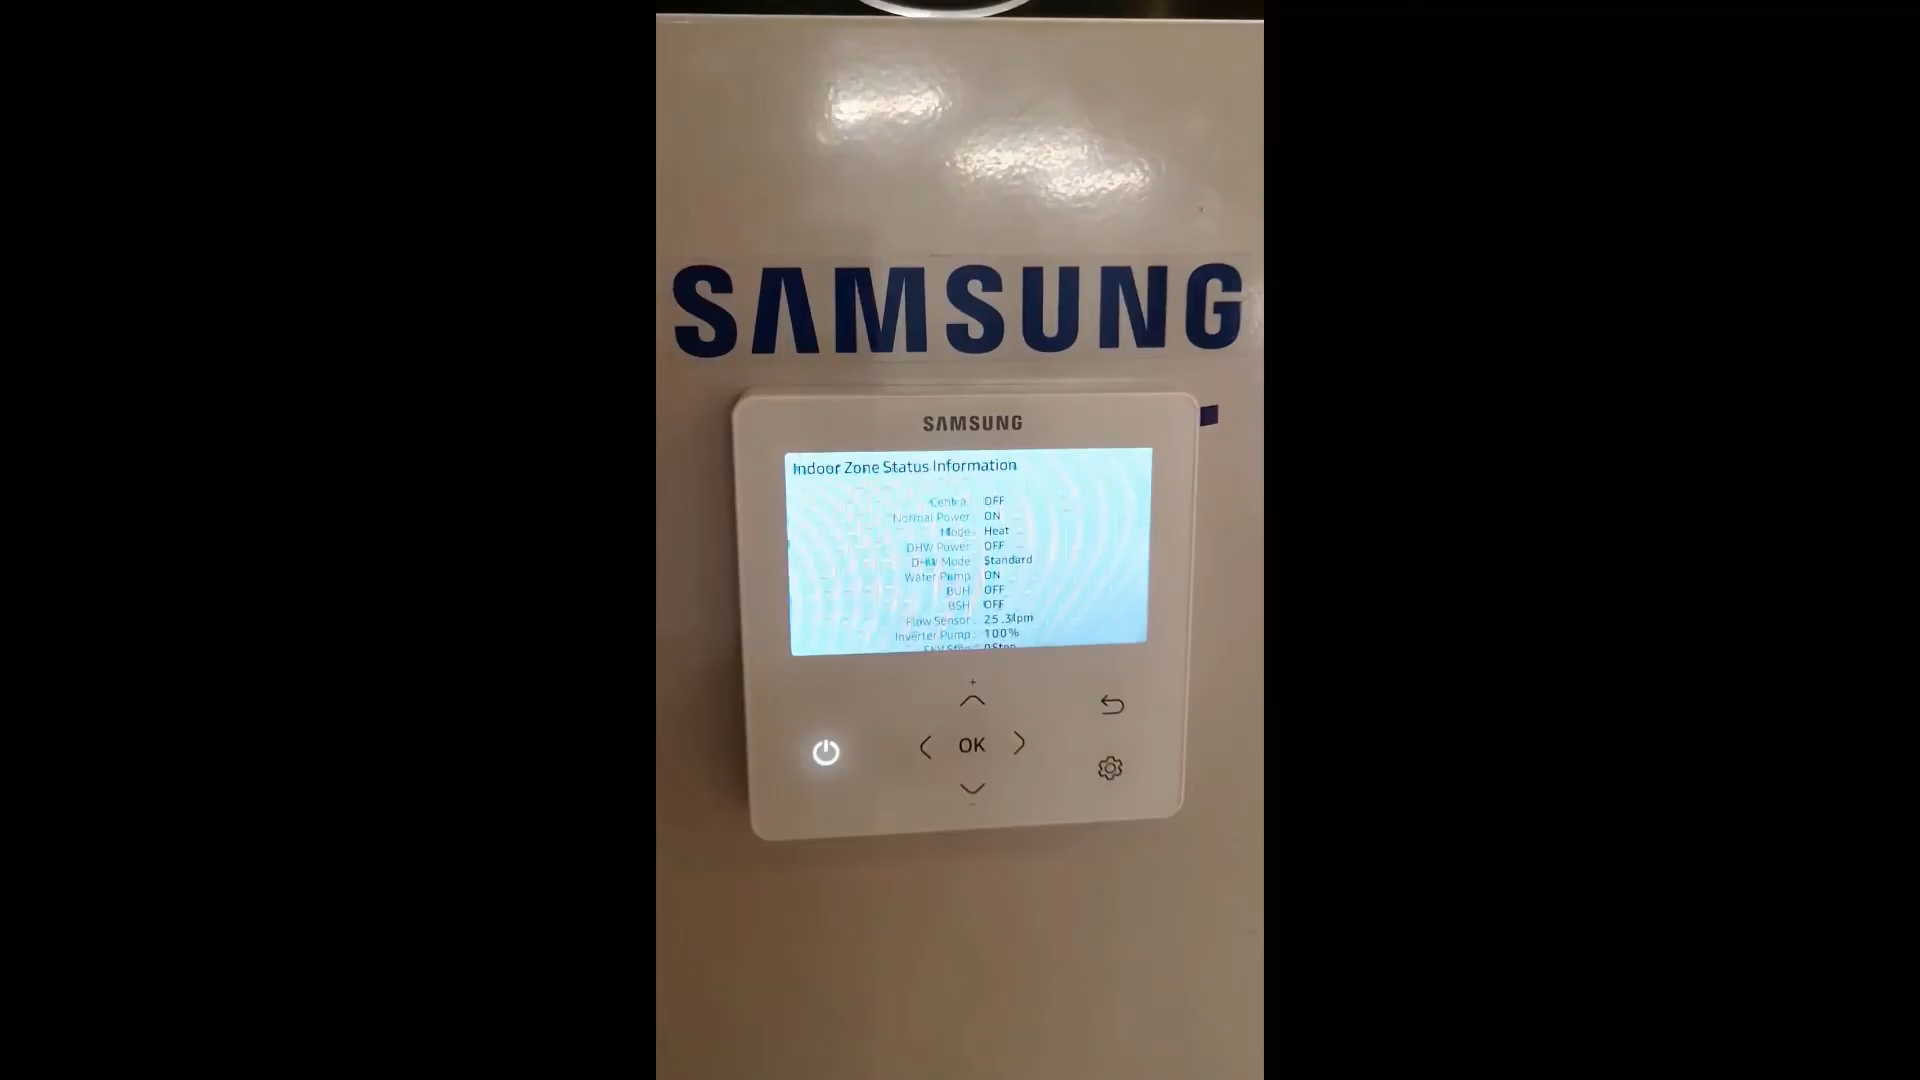 SAMSUNG
SAMSUNG
Indoor Zone Status Information
Central : OFF
Normal Power : ON
Mode : Heat
DHW Power : OFF
DHW Mode : Standard
Water Pump : ON
BUH : OFF
BSH : OFF
Flow Sensor : 25.3lpm
Inverter Pump : 100%
+
OK
-